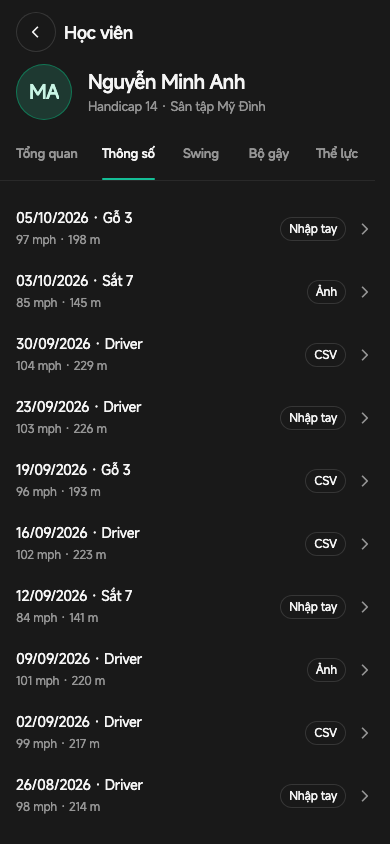 Học viên
MA
Nguyễn Minh Anh
Handicap 14 · Sân tập Mỹ Đình
Tổng quan Thông số Swing Bộ gậy Thể lực
05/10/2026 · Gỗ 3
97 mph · 198 m
Nhập tay
03/10/2026 · Sắt 7
85 mph · 145 m
Ảnh
30/09/2026 · Driver
104 mph · 229 m
CSV
23/09/2026 · Driver
103 mph · 226 m
Nhập tay
19/09/2026 · Gỗ 3
96 mph · 193 m
CSV
16/09/2026 · Driver
102 mph · 223 m
CSV
12/09/2026 · Sắt 7
84 mph · 141 m
Nhập tay
09/09/2026 · Driver
101 mph · 220 m
Ảnh
02/09/2026 · Driver
99 mph · 217 m
CSV
26/08/2026 · Driver
98 mph · 214 m
Nhập tay